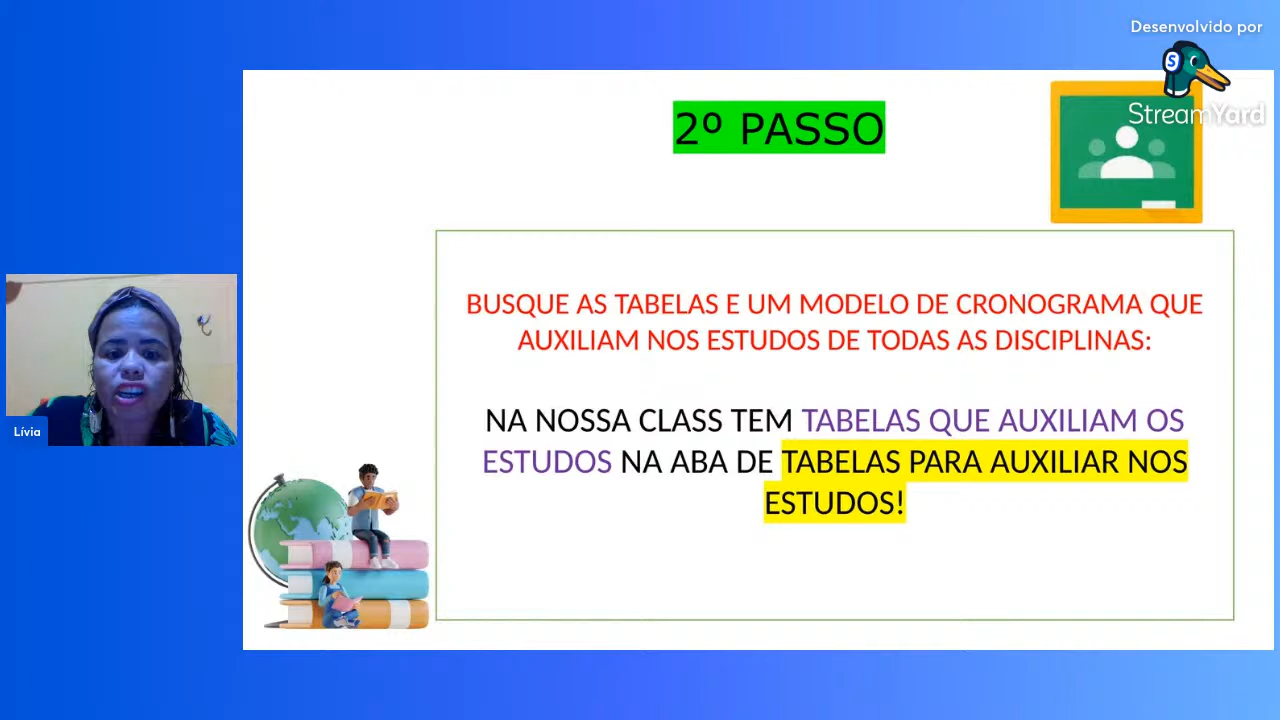 Desenvolvido por
StreamYard
2º PASSO
BUSQUE AS TABELAS E UM MODELO DE CRONOGRAMA QUE
AUXILIAM NOS ESTUDOS DE TODAS AS DISCIPLINAS:
NA NOSSA CLASS TEM TABELAS QUE AUXILIAM OS
ESTUDOS NA ABA DE TABELAS PARA AUXILIAR NOS
ESTUDOS!
Lívia